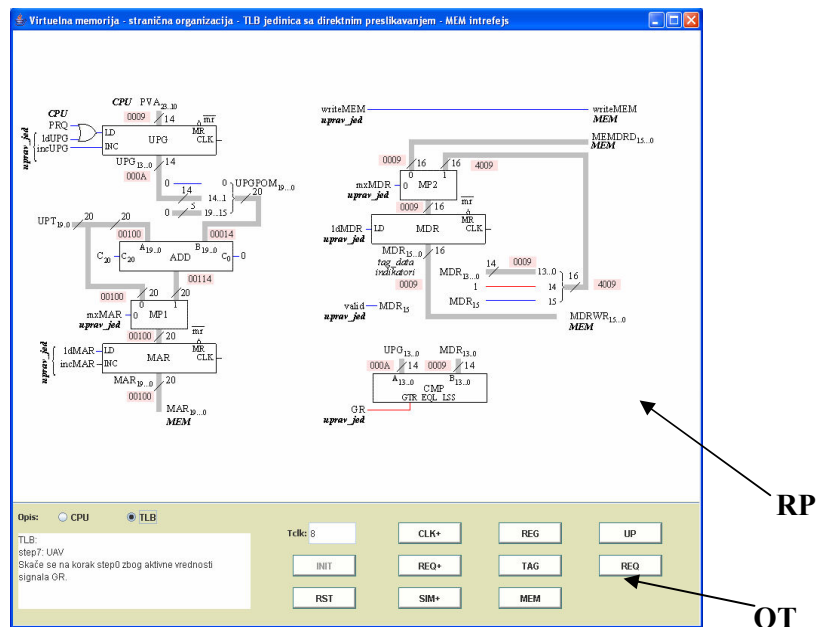 Virtuelna memorija - stranična organizacija - TLB jedinica sa direktnim preslikavanjem - MEM intrefejs
CPU PVA23..10
0009 14 mr
CPU
PRQ
ldUPG
incUPG
uprav_jed
LD UPG MR CLK
INC
UPG13..0 14
000A
0 0 UPGPOM19..0
14 14..1 20
0 5 19..15
UPT19..0 20 20
00100 00014
A19..0 B19..0
C20 C20 ADD C0 0
00114
00100 20 20
0 1
mxMAR 0 MP1
uprav_jed
00100 20 mr
ldMAR LD MR
incMAR INC MAR CLK
uprav_jed
MAR19..0 20
00100
MAR19..0
MEM
writeMEM writeMEM
uprav_jed MEM
MEMDRD15..0
MEM
0009 16 16 4009
0 1
mxMDR 0 MP2
uprav_jed
0009 16 mr
ldMDR LD MDR MR CLK
uprav_jed
MDR15..0 16
tag_data
indikatori
0009
MDR13..0 14 0009 13..0
1 14 16 4009
MDR15 15
valid MDR15
uprav_jed
MDRWR15..0
MEM
UPG13..0 MDR13..0
000A 14 0009 14
A13..0 B13..0
CMP
GTR EQL LSS
GR
uprav_jed
RP
Opis: CPU TLB
TLB:
step7: UAV
Skače se na korak step0 zbog aktivne vrednosti
signala GR.
Tclk: 8 CLK+ REG UP
INIT REQ+ TAG REQ
RST SIM+ MEM
OT